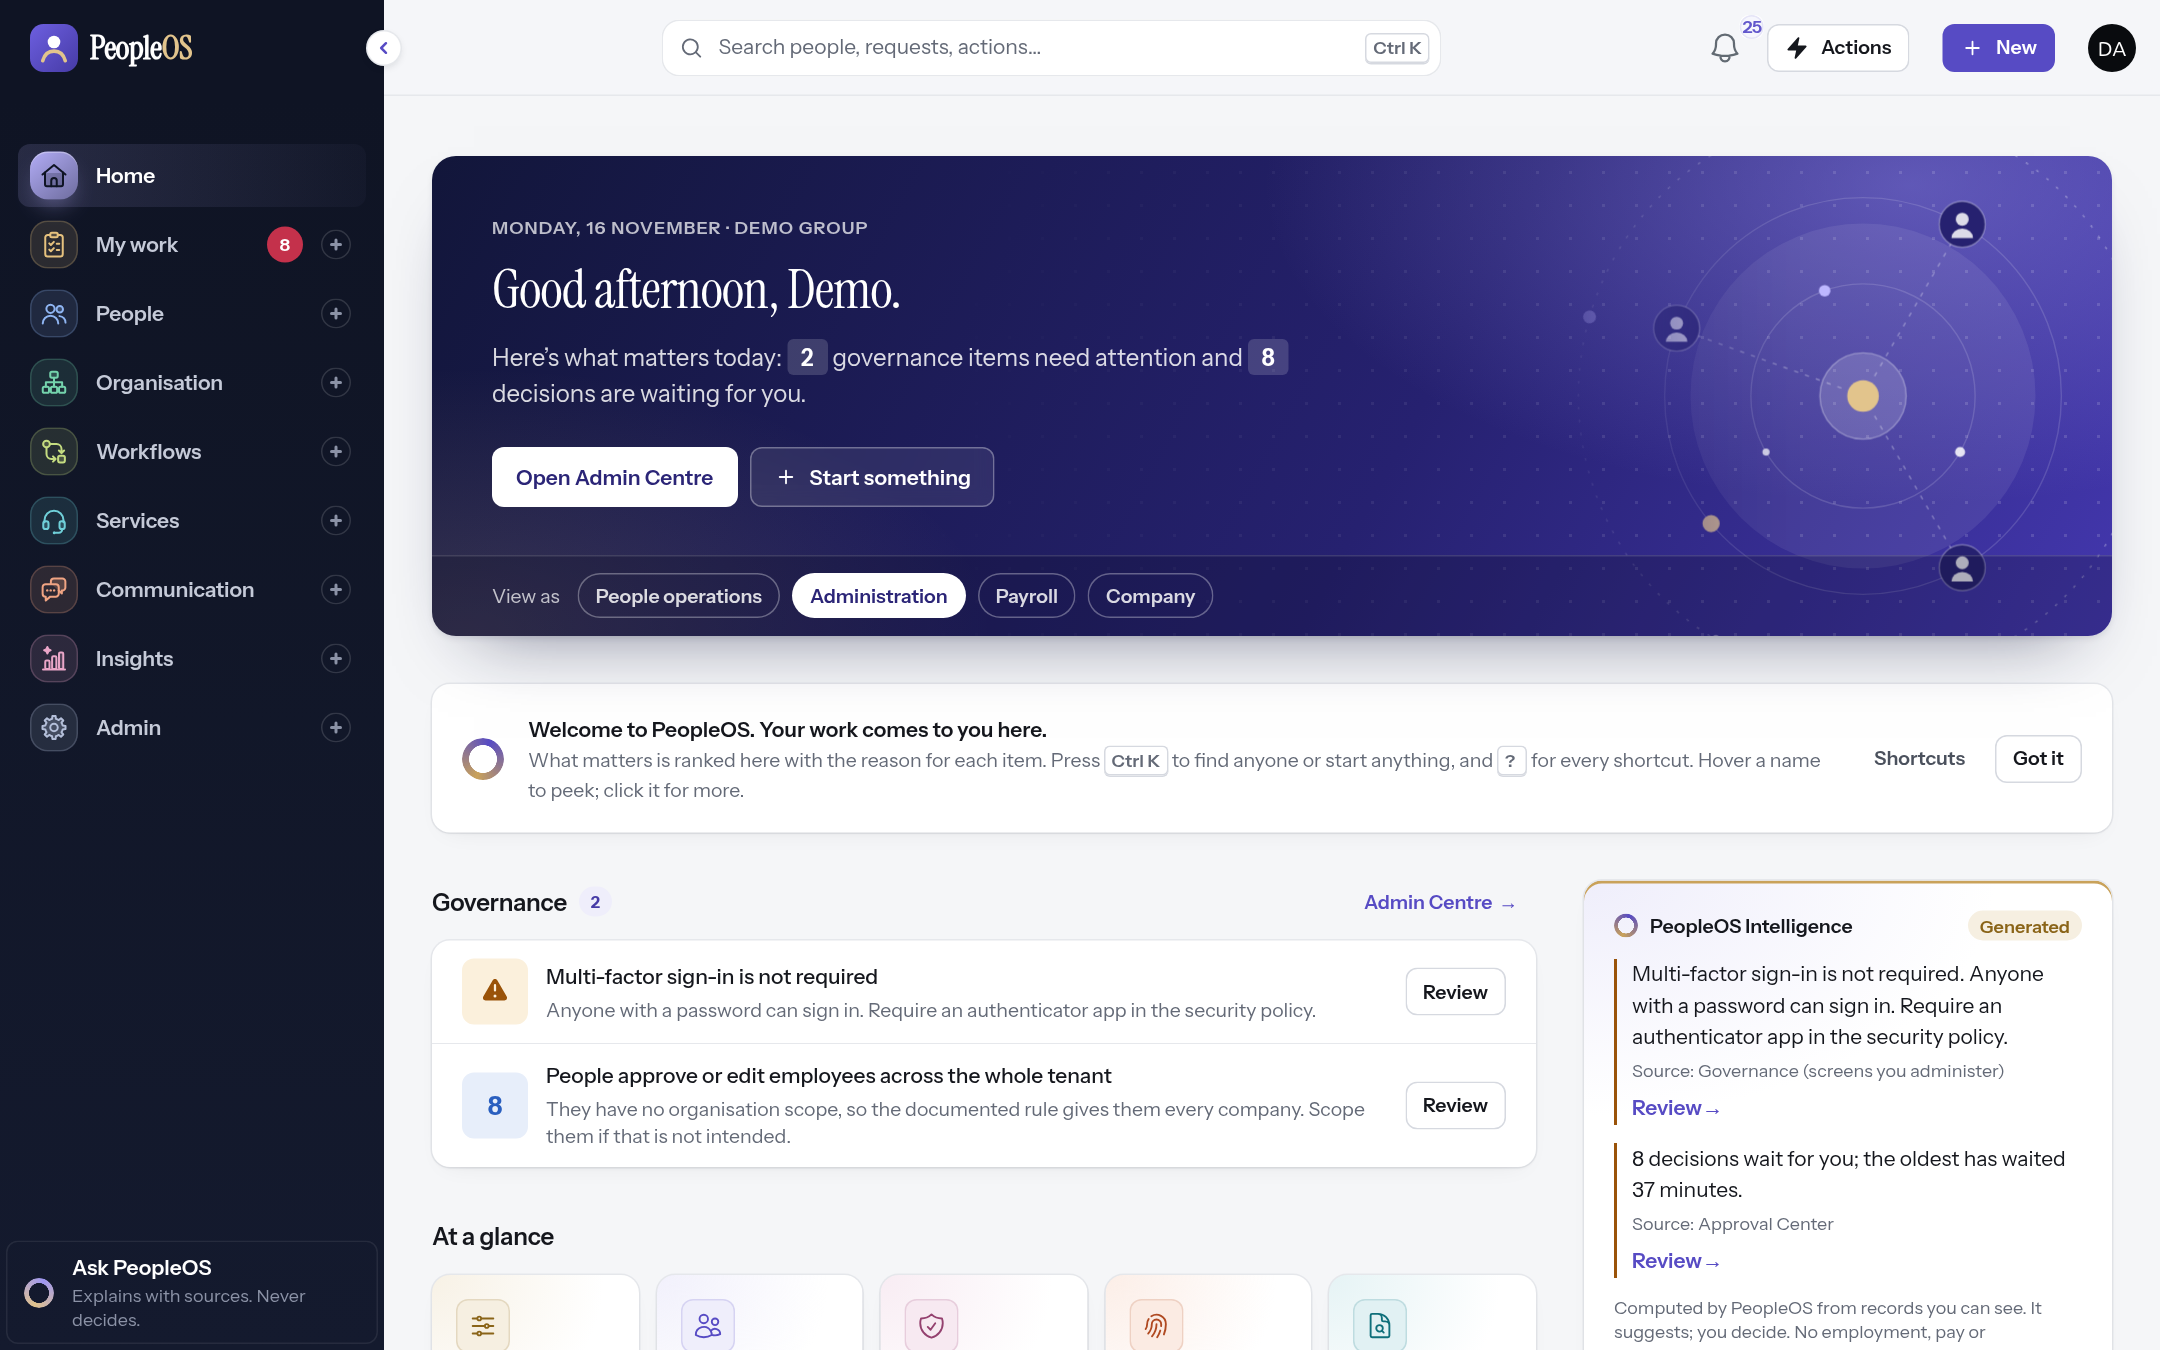 PeopleOS
Search people, requests, actions...
Ctrl K
25
Actions
New
DA
Home
My work
8
People
Organisation
Workflows
Services
Communication
Insights
Admin
MONDAY, 16 NOVEMBER · DEMO GROUP
Good afternoon, Demo.
Here's what matters today: 2 governance items need attention and 8
decisions are waiting for you.
Open Admin Centre
Start something
View as
People operations
Administration
Payroll
Company
Welcome to PeopleOS. Your work comes to you here.
What matters is ranked here with the reason for each item. Press Ctrl K to find anyone or start anything, and ? for every shortcut. Hover a name
to peek; click it for more.
Shortcuts
Got it
Governance 2
Admin Centre →
Multi-factor sign-in is not required
Anyone with a password can sign in. Require an authenticator app in the security policy.
Review
8
People approve or edit employees across the whole tenant
They have no organisation scope, so the documented rule gives them every company. Scope
them if that is not intended.
Review
At a glance
PeopleOS Intelligence
Generated
Multi-factor sign-in is not required. Anyone
with a password can sign in. Require an
authenticator app in the security policy.
Source: Governance (screens you administer)
Review →
8 decisions wait for you; the oldest has waited
37 minutes.
Source: Approval Center
Review →
Computed by PeopleOS from records you can see. It
suggests; you decide. No employment, pay or
Ask PeopleOS
Explains with sources. Never
decides.